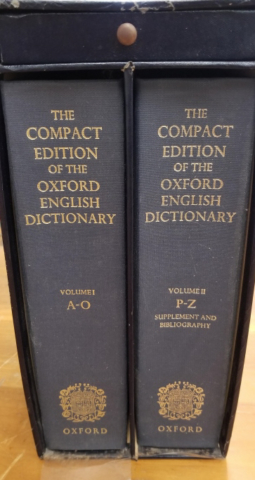 THE
COMPACT
EDITION
OF THE
OXFORD
ENGLISH
DICTIONARY
VOLUME I
A-O
OXFORD
THE
COMPACT
EDITION
OF THE
OXFORD
ENGLISH
DICTIONARY
VOLUME II
P-Z
SUPPLEMENT AND
BIBLIOGRAPHY
OXFORD